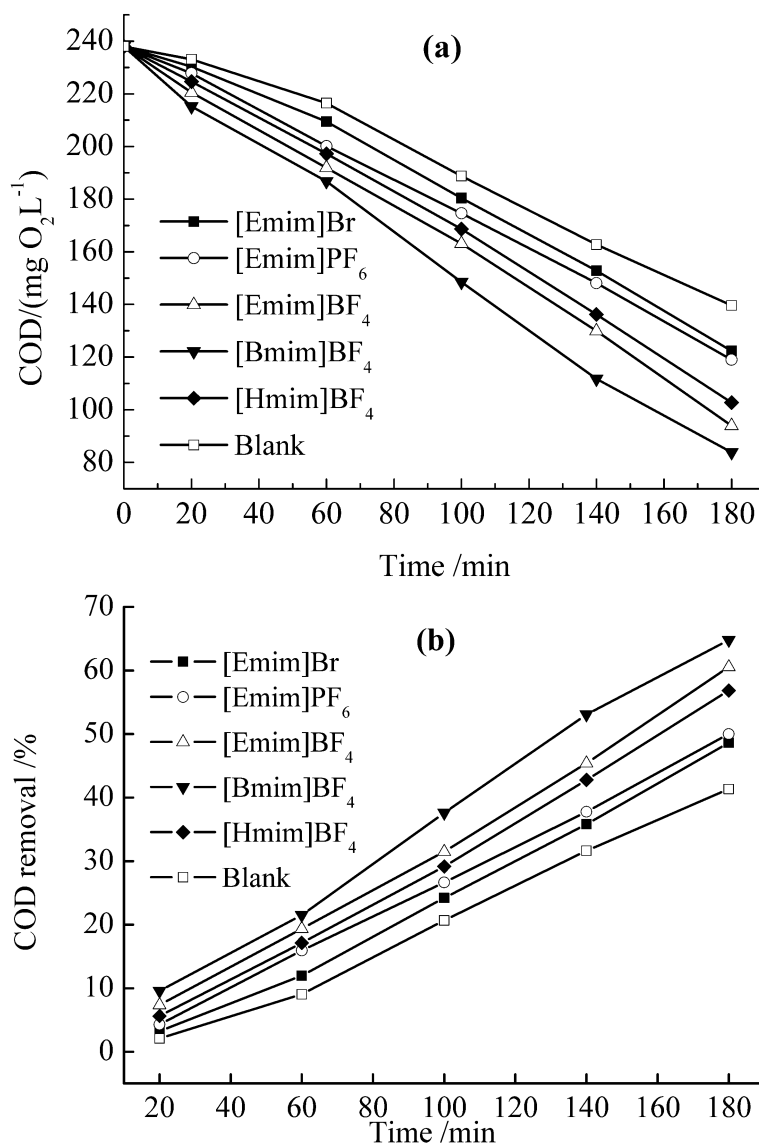 (a)
240
220
200
180
160
140
120
100
80
COD/(mg O₂L⁻¹)
[Emim]Br
[Emim]PF₆
[Emim]BF₄
[Bmim]BF₄
[Hmim]BF₄
Blank
0 20 40 60 80 100 120 140 160 180
Time /min
(b)
70
60
50
40
30
20
10
0
COD removal /%
[Emim]Br
[Emim]PF₆
[Emim]BF₄
[Bmim]BF₄
[Hmim]BF₄
Blank
20 40 60 80 100 120 140 160 180
Time /min